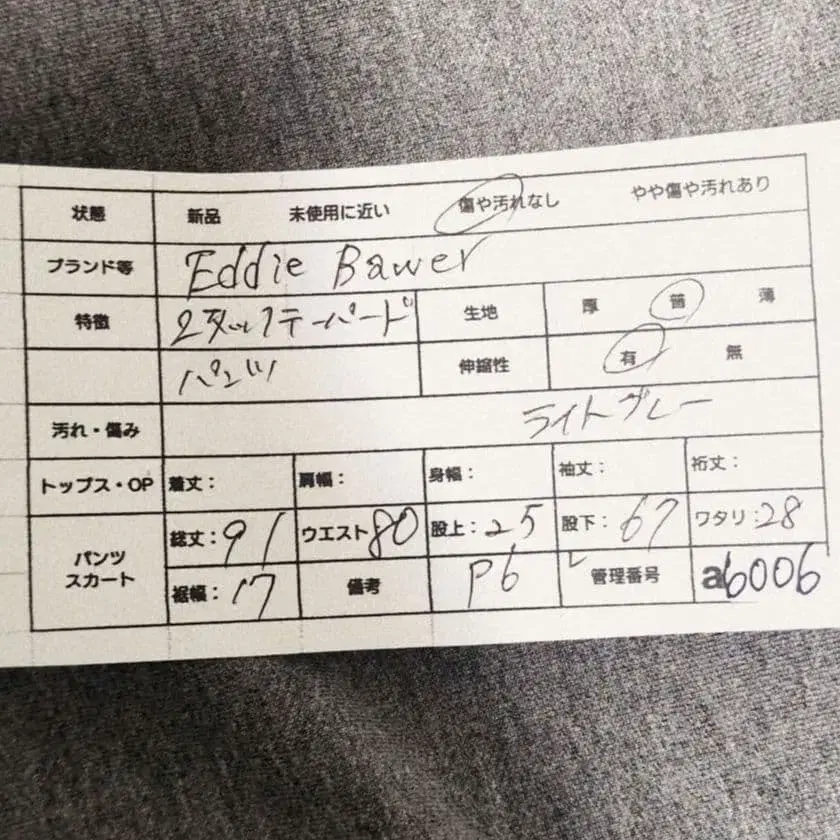 状態 新品 未使用に近い 傷や汚れなし やや傷や汚れあり
ブランド等 Eddie Bawer
特徴 2タックテーパード 生地 厚 普 薄
パンツ 伸縮性 有 無
汚れ・傷み ライトグレー
トップス・OP 着丈: 肩幅: 身幅: 袖丈: 裄丈:
パンツ スカート 総丈:91 ウエスト80 股上:25 股下:67 ワタリ:28
裾幅:17 備考 P6 管理番号 a6006